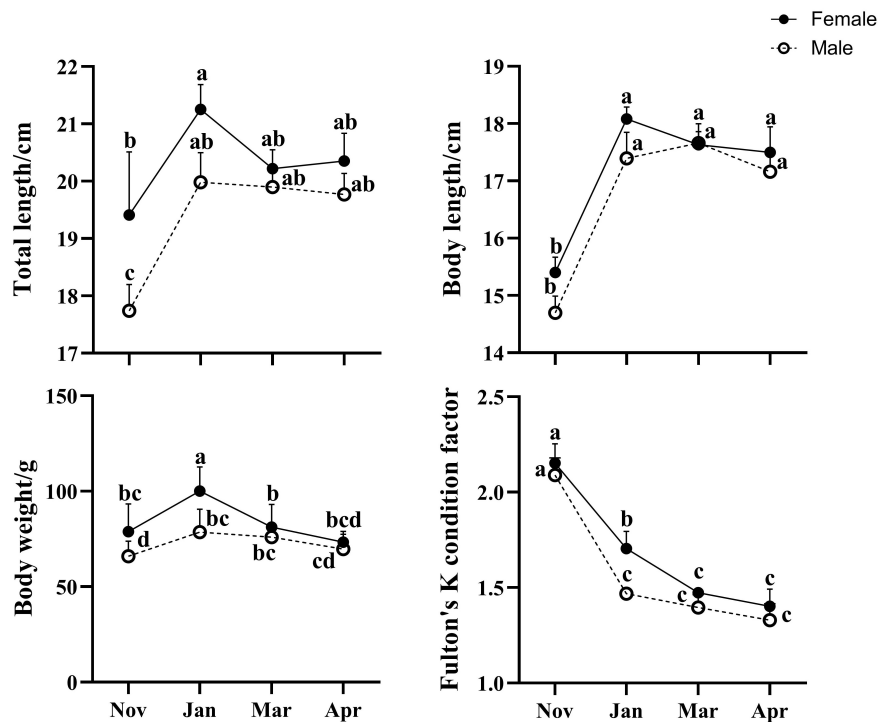 Female
Male
Total length/cm
22
21
20
19
18
17
b
a
ab
ab
c
ab
ab
ab
Body length/cm
19
18
17
16
15
14
b
a
a
a
b
a
a
a
Body weight/g
150
100
50
0
bc
a
b
bcd
d
bc
bc
cd
Nov Jan Mar Apr
Fulton's K condition factor
2.5
2.0
1.5
1.0
a
b
c
c
a
c
c
c
Nov Jan Mar Apr